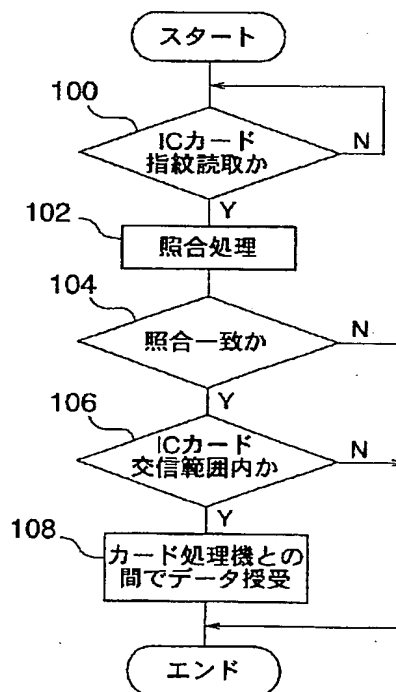 スタート
100
ICカード
指紋読取か
N
Y
102
照合処理
104
照合一致か
N
Y
106
ICカード
交信範囲内か
N
Y
108
カード処理機との
間でデータ授受
エンド